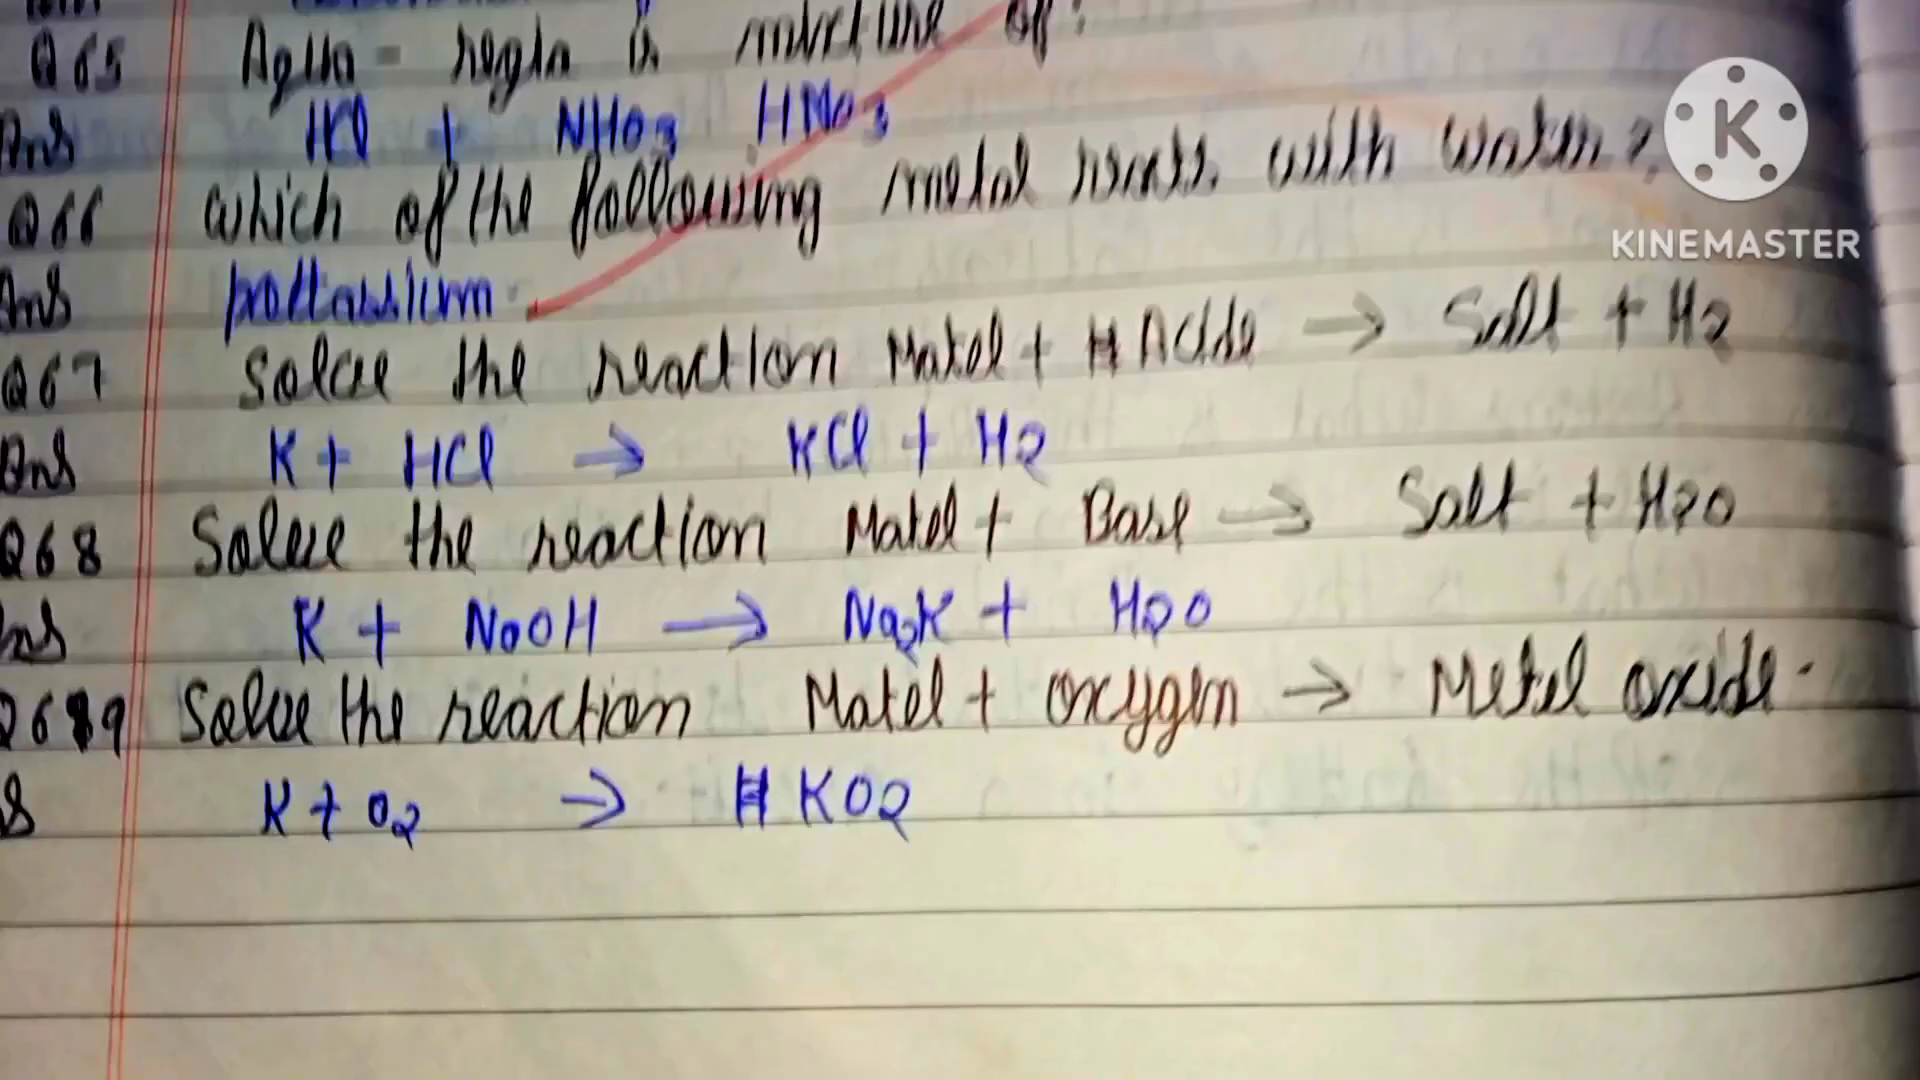 Q65 Aqua - regia is mixture of:
Ans HCl + NHO3 HNO3
Q66 which of the following metal reacts with water?
Ans pottassium.
Q67 Solve the reaction Matel + H Acide → Salt + H2
Ans K + HCl → KCl + H2
Q68 Solve the reaction Matel + Base → Salt + H2O
Ans K + NaOH → Na2K + H2O
Q69 Solve the reaction Matel + oxygen → Metel oxide.
K + O2 → H KO2
K
KINEMASTER